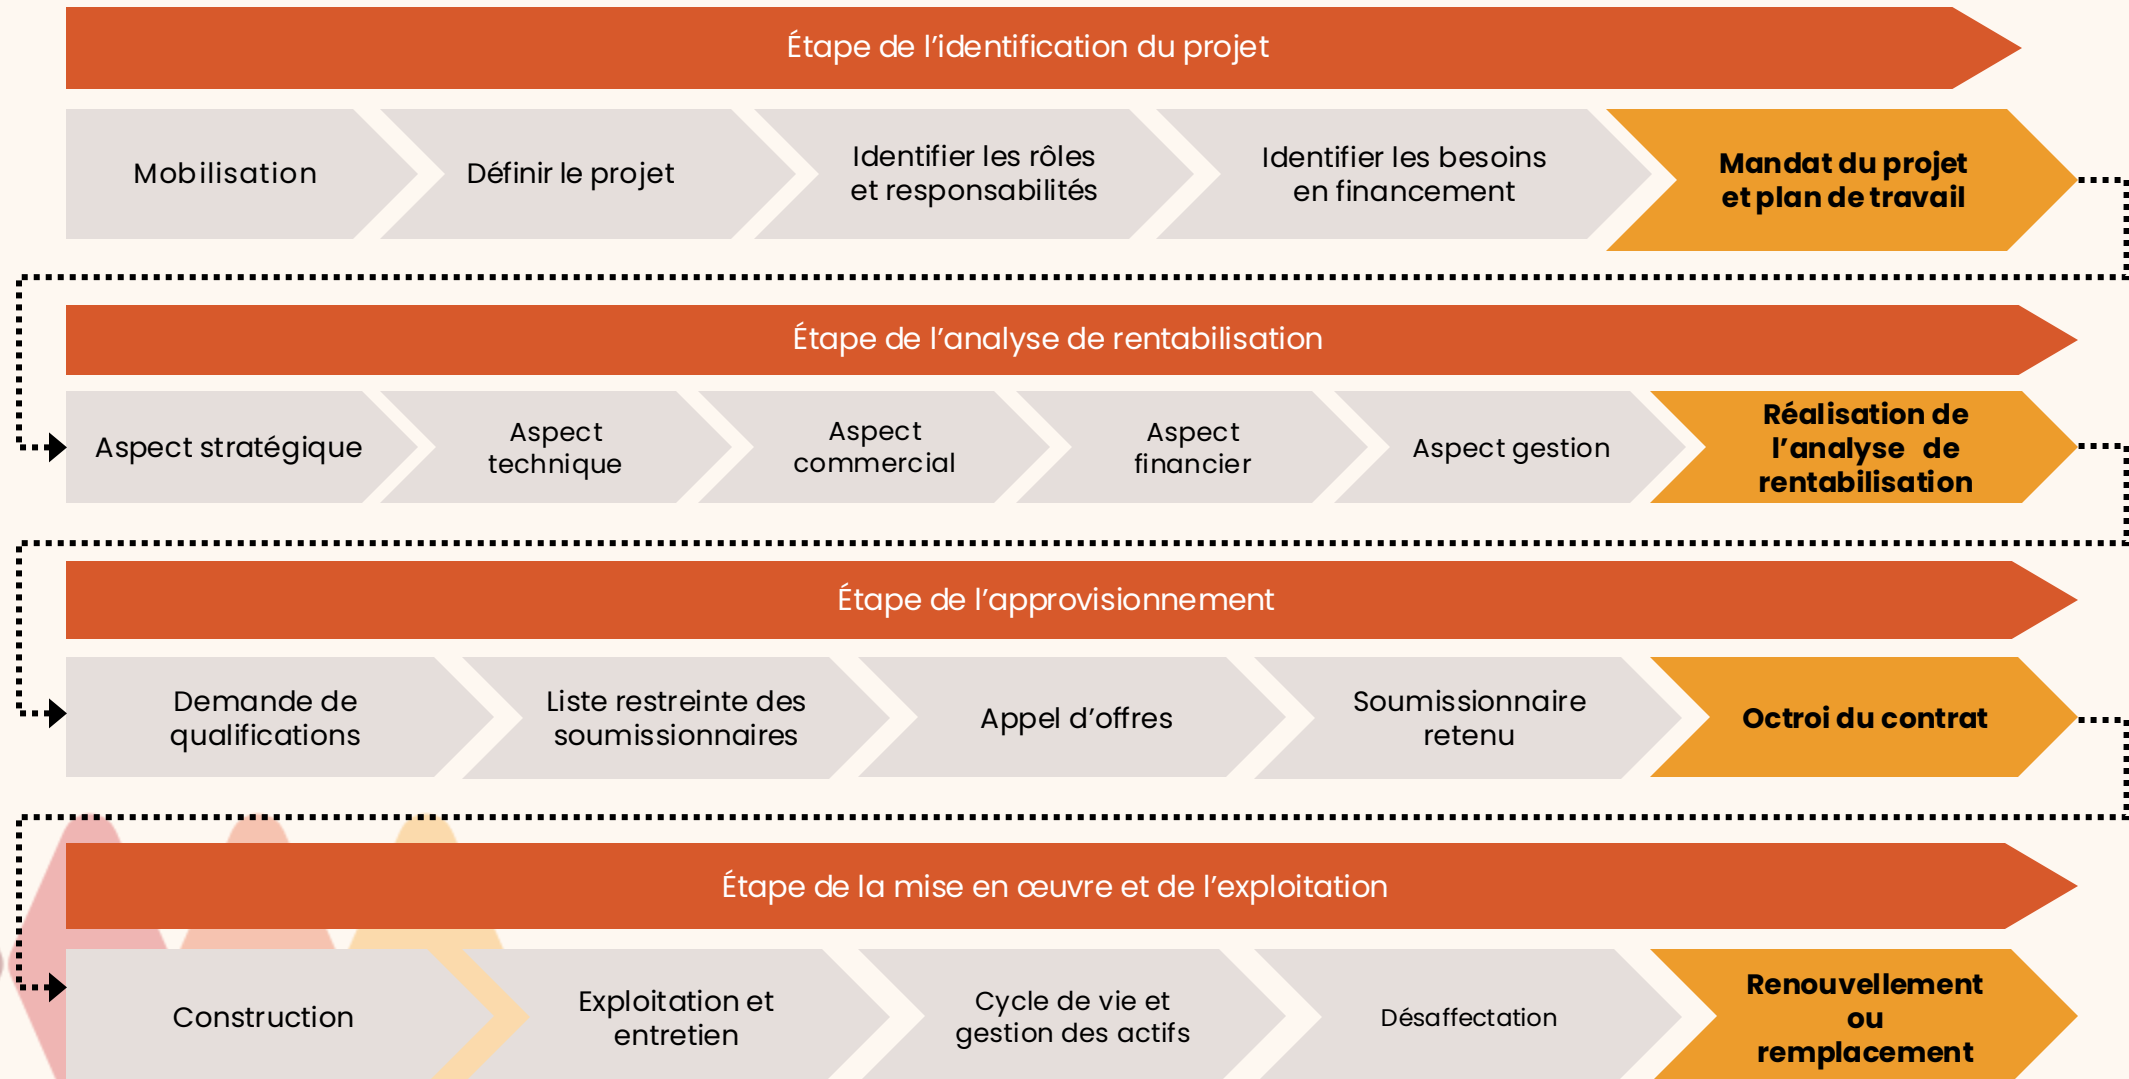 Étape de l’identification du projet
Mobilisation
Définir le projet
Identifier les rôles
et responsabilités
Identifier les besoins
en financement
Mandat du projet
et plan de travail
Étape de l’analyse de rentabilisation
Aspect stratégique
Aspect
technique
Aspect
commercial
Aspect
financier
Aspect gestion
Réalisation de
l’analyse de
rentabilisation
Étape de l’approvisionnement
Demande de
qualifications
Liste restreinte des
soumissionnaires
Appel d’offres
Soumissionnaire
retenu
Octroi du contrat
Étape de la mise en œuvre et de l’exploitation
Construction
Exploitation et
entretien
Cycle de vie et
gestion des actifs
Désaffectation
Renouvellement
ou
remplacement